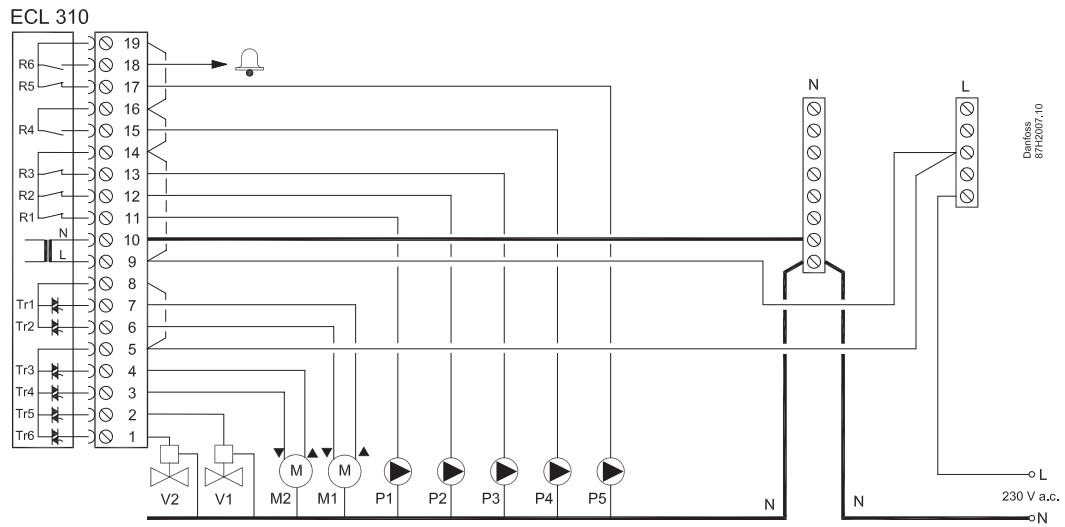 ECL 310
19
R6 18
R5 17
16
R4 15
14
R3 13
R2 12
R1 11
N 10
L 9
8
Tr1 7
Tr2 6
5
Tr3 4
Tr4 3
Tr5 2
Tr6 1
N
L
Danfoss
87H2007.10
M M
V2 V1 M2 M1 P1 P2 P3 P4 P5
N N
L
230 V a.c.
N